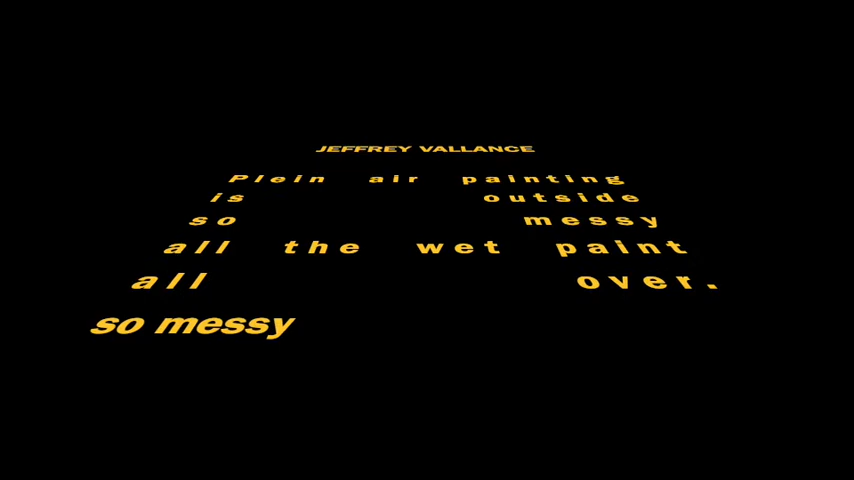 JEFFREY VALLANCE
Plein air painting
is outside
so messy
all the wet paint
all over.
so messy